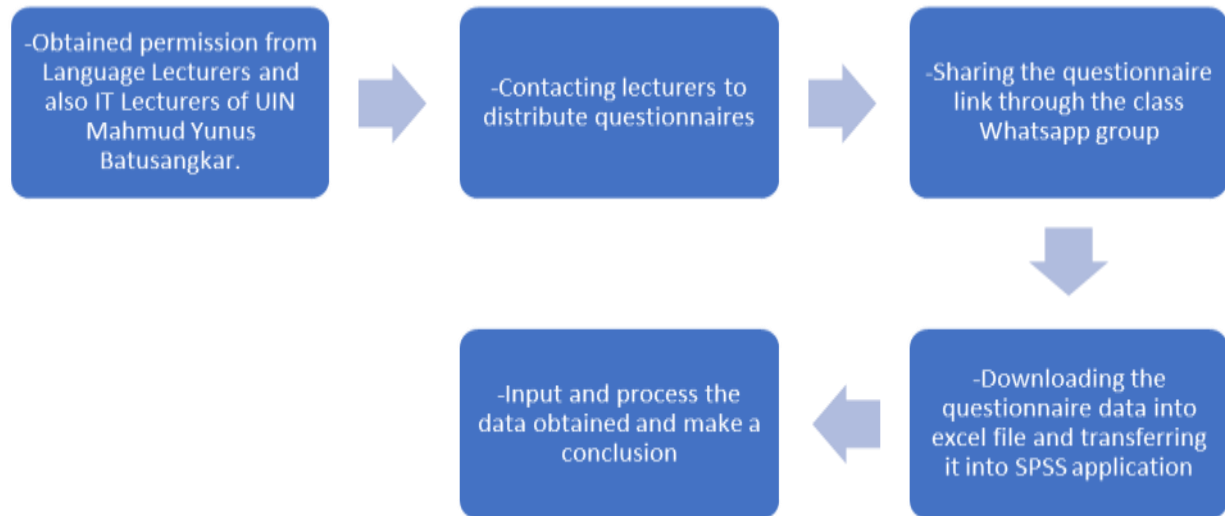 -Obtained permission from
Language Lecturers and
also IT Lecturers of UIN
Mahmud Yunus
Batusangkar.
-Contacting lecturers to
distribute questionnaires
-Sharing the questionnaire
link through the class
Whatsapp group
-Downloading the
questionnaire data into
excel file and transferring
it into SPSS application
-Input and process the
data obtained and make a
conclusion